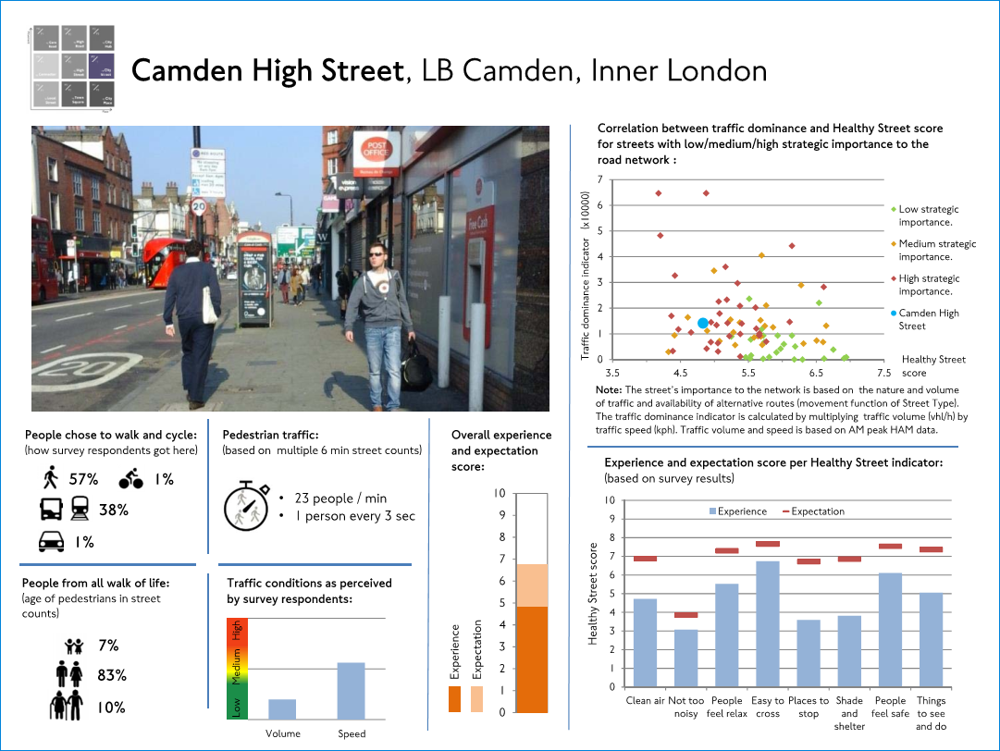 Camden High Street, LB Camden, Inner London
POST
OFFICE
vision
express
20
Free Cash
People chose to walk and cycle:
(how survey respondents got here)
57%
1%
38%
1%
Pedestrian traffic:
(based on multiple 6 min street counts)
• 23 people / min
• 1 person every 3 sec
People from all walk of life:
(age of pedestrians in street
counts)
7%
83%
10%
Traffic conditions as perceived
by survey respondents:
High
Medium
Low
Volume
Speed
Overall experience
and expectation
score:
10
9
8
7
6
5
4
3
2
1
0
Experience
Expectation
Correlation between traffic dominance and Healthy Street score
for streets with low/medium/high strategic importance to the
road network :
Traffic dominance indicator (x10000)
7
6
5
4
3
2
1
0
3.5
4.5
5.5
6.5
7.5
Healthy Street
score
Low strategic
importance.
Medium strategic
importance.
High strategic
importance.
Camden High
Street
Note: The street's importance to the network is based on the nature and volume
of traffic and availability of alternative routes (movement function of Street Type).
The traffic dominance indicator is calculated by multiplying traffic volume (vhl/h) by
traffic speed (kph). Traffic volume and speed is based on AM peak HAM data.
Experience and expectation score per Healthy Street indicator:
(based on survey results)
Healthy Street score
10
9
8
7
6
5
4
3
2
1
0
Experience
Expectation
Clean air
Not too
noisy
People
feel relax
Easy to
cross
Places to
stop
Shade
and
shelter
People
feel safe
Things
to see
and do